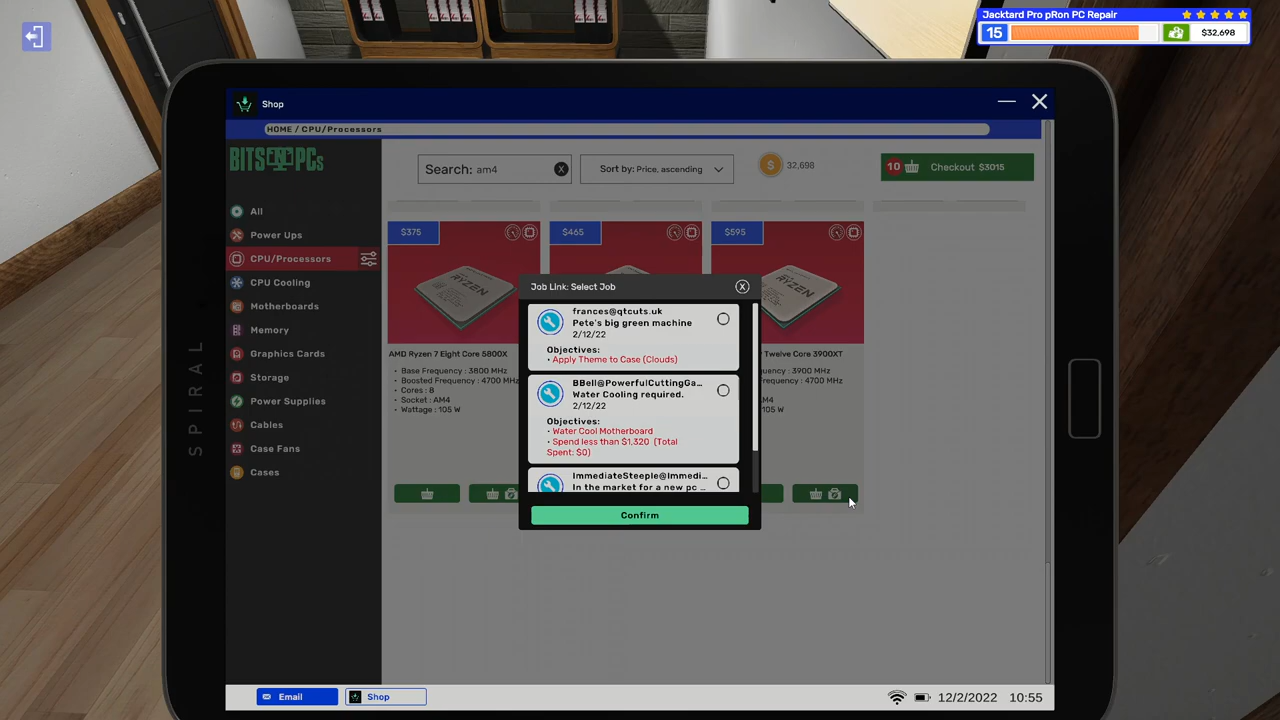 Jacktard Pro pRon PC Repair
15
$32,698
Shop
HOME / CPU/Processors
BITS N PCs
Search: am4
X
Sort by: Price, ascending
32,698
10
Checkout $3015
All
Power Ups
CPU/Processors
CPU Cooling
Motherboards
Memory
Graphics Cards
Storage
Power Supplies
Cables
Case Fans
Cases
$375
$465
$595
RYZEN
RYZEN
AMD Ryzen 7 Eight Core 5800X
• Base Frequency : 3800 MHz
• Boosted Frequency : 4700 MHz
• Cores : 8
• Socket : AM4
• Wattage : 105 W
Twelve Core 3900XT
: 3900 MHz
: 4700 MHz
Job Link: Select Job
X
frances@qtcuts.uk
Pete's big green machine
2/12/22
Objectives:
• Apply Theme to Case (Clouds)
BBell@PowerfulCuttingGa...
Water Cooling required.
2/12/22
Objectives:
• Water Cool Motherboard
• Spend less than $1,320 (Total
Spent: $0)
ImmediateSteeple@Immedi...
In the market for a new pc ...
Confirm
SPIRAL
Email
Shop
12/2/2022
10:55